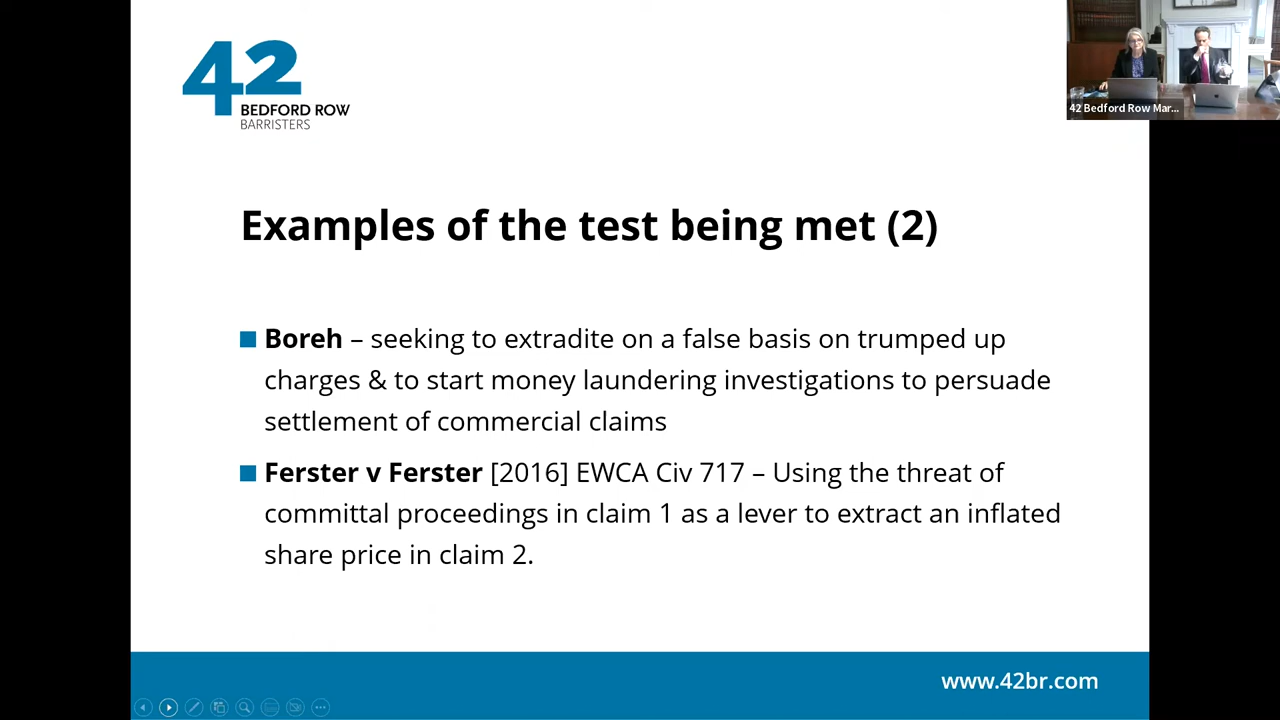 42
BEDFORD ROW
BARRISTERS
42 Bedford Row Mar...
Examples of the test being met (2)
Boreh – seeking to extradite on a false basis on trumped up
charges & to start money laundering investigations to persuade
settlement of commercial claims
Ferster v Ferster [2016] EWCA Civ 717 – Using the threat of
committal proceedings in claim 1 as a lever to extract an inflated
share price in claim 2.
www.42br.com